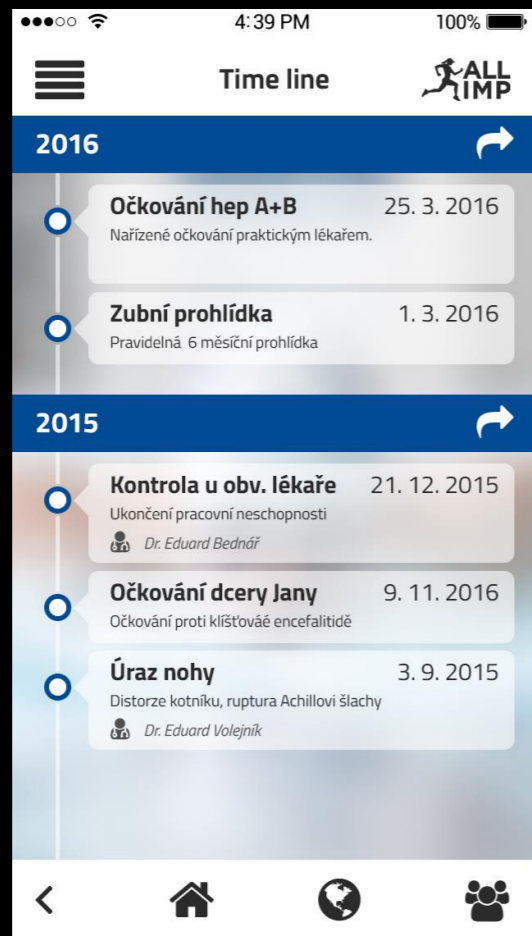 4:39 PM
100%
Time line
ALL
IMP
2016
Očkování hep A+B 25. 3. 2016
Nařízené očkování praktickým lékařem.
Zubní prohlídka 1. 3. 2016
Pravidelná 6 měsíční prohlídka
2015
Kontrola u obv. lékaře 21. 12. 2015
Ukončení pracovní neschopnosti
Dr. Eduard Bednář
Očkování dcery Jany 9. 11. 2016
Očkování proti klíšťováé encefalitidě
Úraz nohy 3. 9. 2015
Distorze kotníku, ruptura Achillovi šlachy
Dr. Eduard Volejník